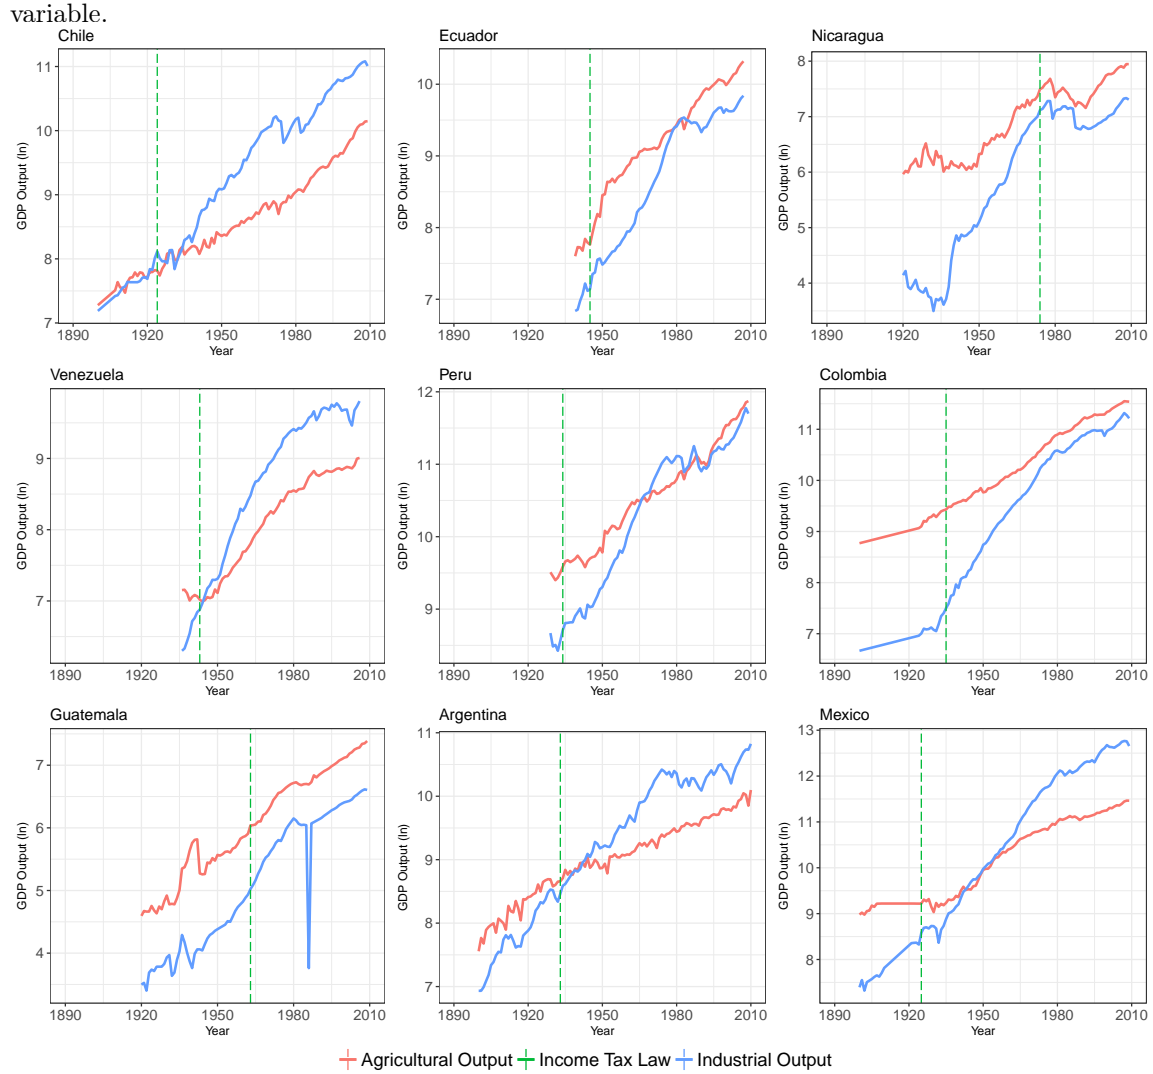 variable.
Chile
GDP Output (ln)
11
10
9
8
7
1890 1920 1950 1980 2010
Year
Ecuador
GDP Output (ln)
10
9
8
7
1890 1920 1950 1980 2010
Year
Nicaragua
GDP Output (ln)
8
7
6
5
4
1890 1920 1950 1980 2010
Year
Venezuela
GDP Output (ln)
9
8
7
1890 1920 1950 1980 2010
Year
Peru
GDP Output (ln)
12
11
10
9
1890 1920 1950 1980 2010
Year
Colombia
GDP Output (ln)
11
10
9
8
7
1890 1920 1950 1980 2010
Year
Guatemala
GDP Output (ln)
7
6
5
4
1890 1920 1950 1980 2010
Year
Argentina
GDP Output (ln)
11
10
9
8
7
1890 1920 1950 1980 2010
Year
Mexico
GDP Output (ln)
13
12
11
10
9
8
1890 1920 1950 1980 2010
Year
Agricultural Output Income Tax Law Industrial Output